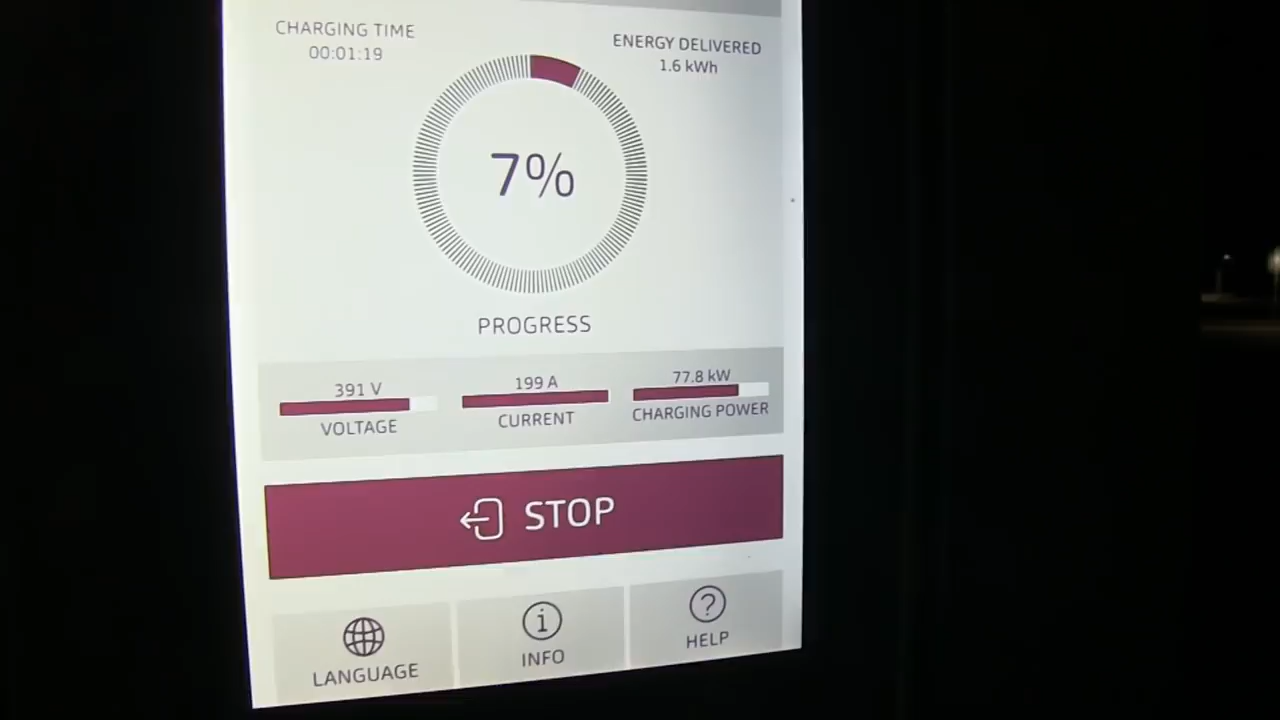 CHARGING TIME
00:01:19
ENERGY DELIVERED
1.6 kWh
7%
PROGRESS
391 V
VOLTAGE
199 A
CURRENT
77.8 kW
CHARGING POWER
STOP
LANGUAGE
INFO
HELP